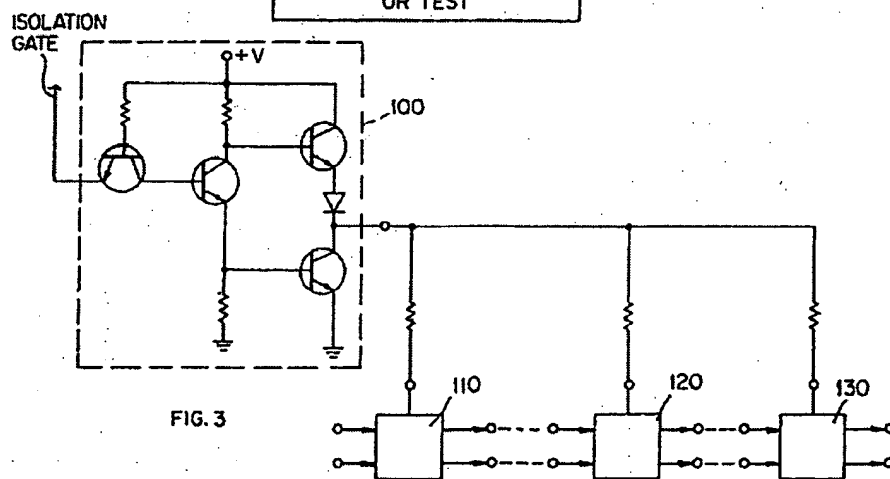 OR TEST
ISOLATION
GATE
+V
100
110
120
130
FIG. 3